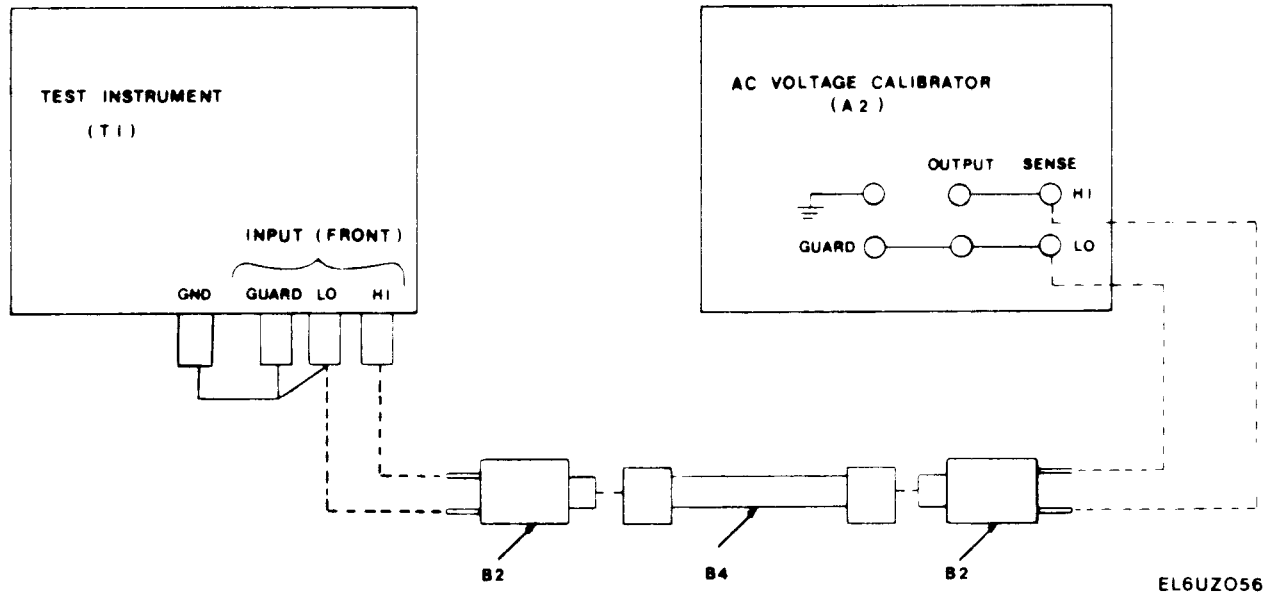 TEST INSTRUMENT
(TI)
INPUT (FRONT)
GND GUARD LO HI
AC VOLTAGE CALIBRATOR
(A2)
OUTPUT SENSE
HI
GUARD LO
B2 B4 B2
EL6UZO56